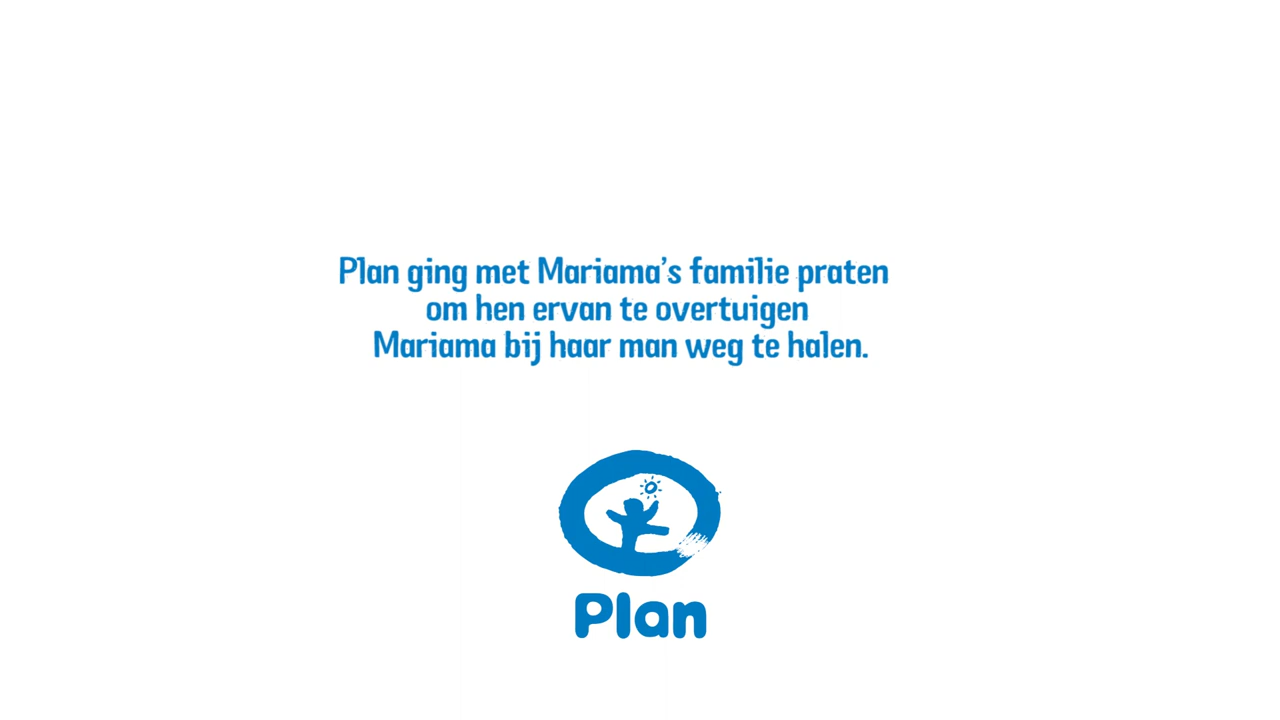 Plan ging met Mariama’s familie praten
om hen ervan te overtuigen
Mariama bij haar man weg te halen.
Plan